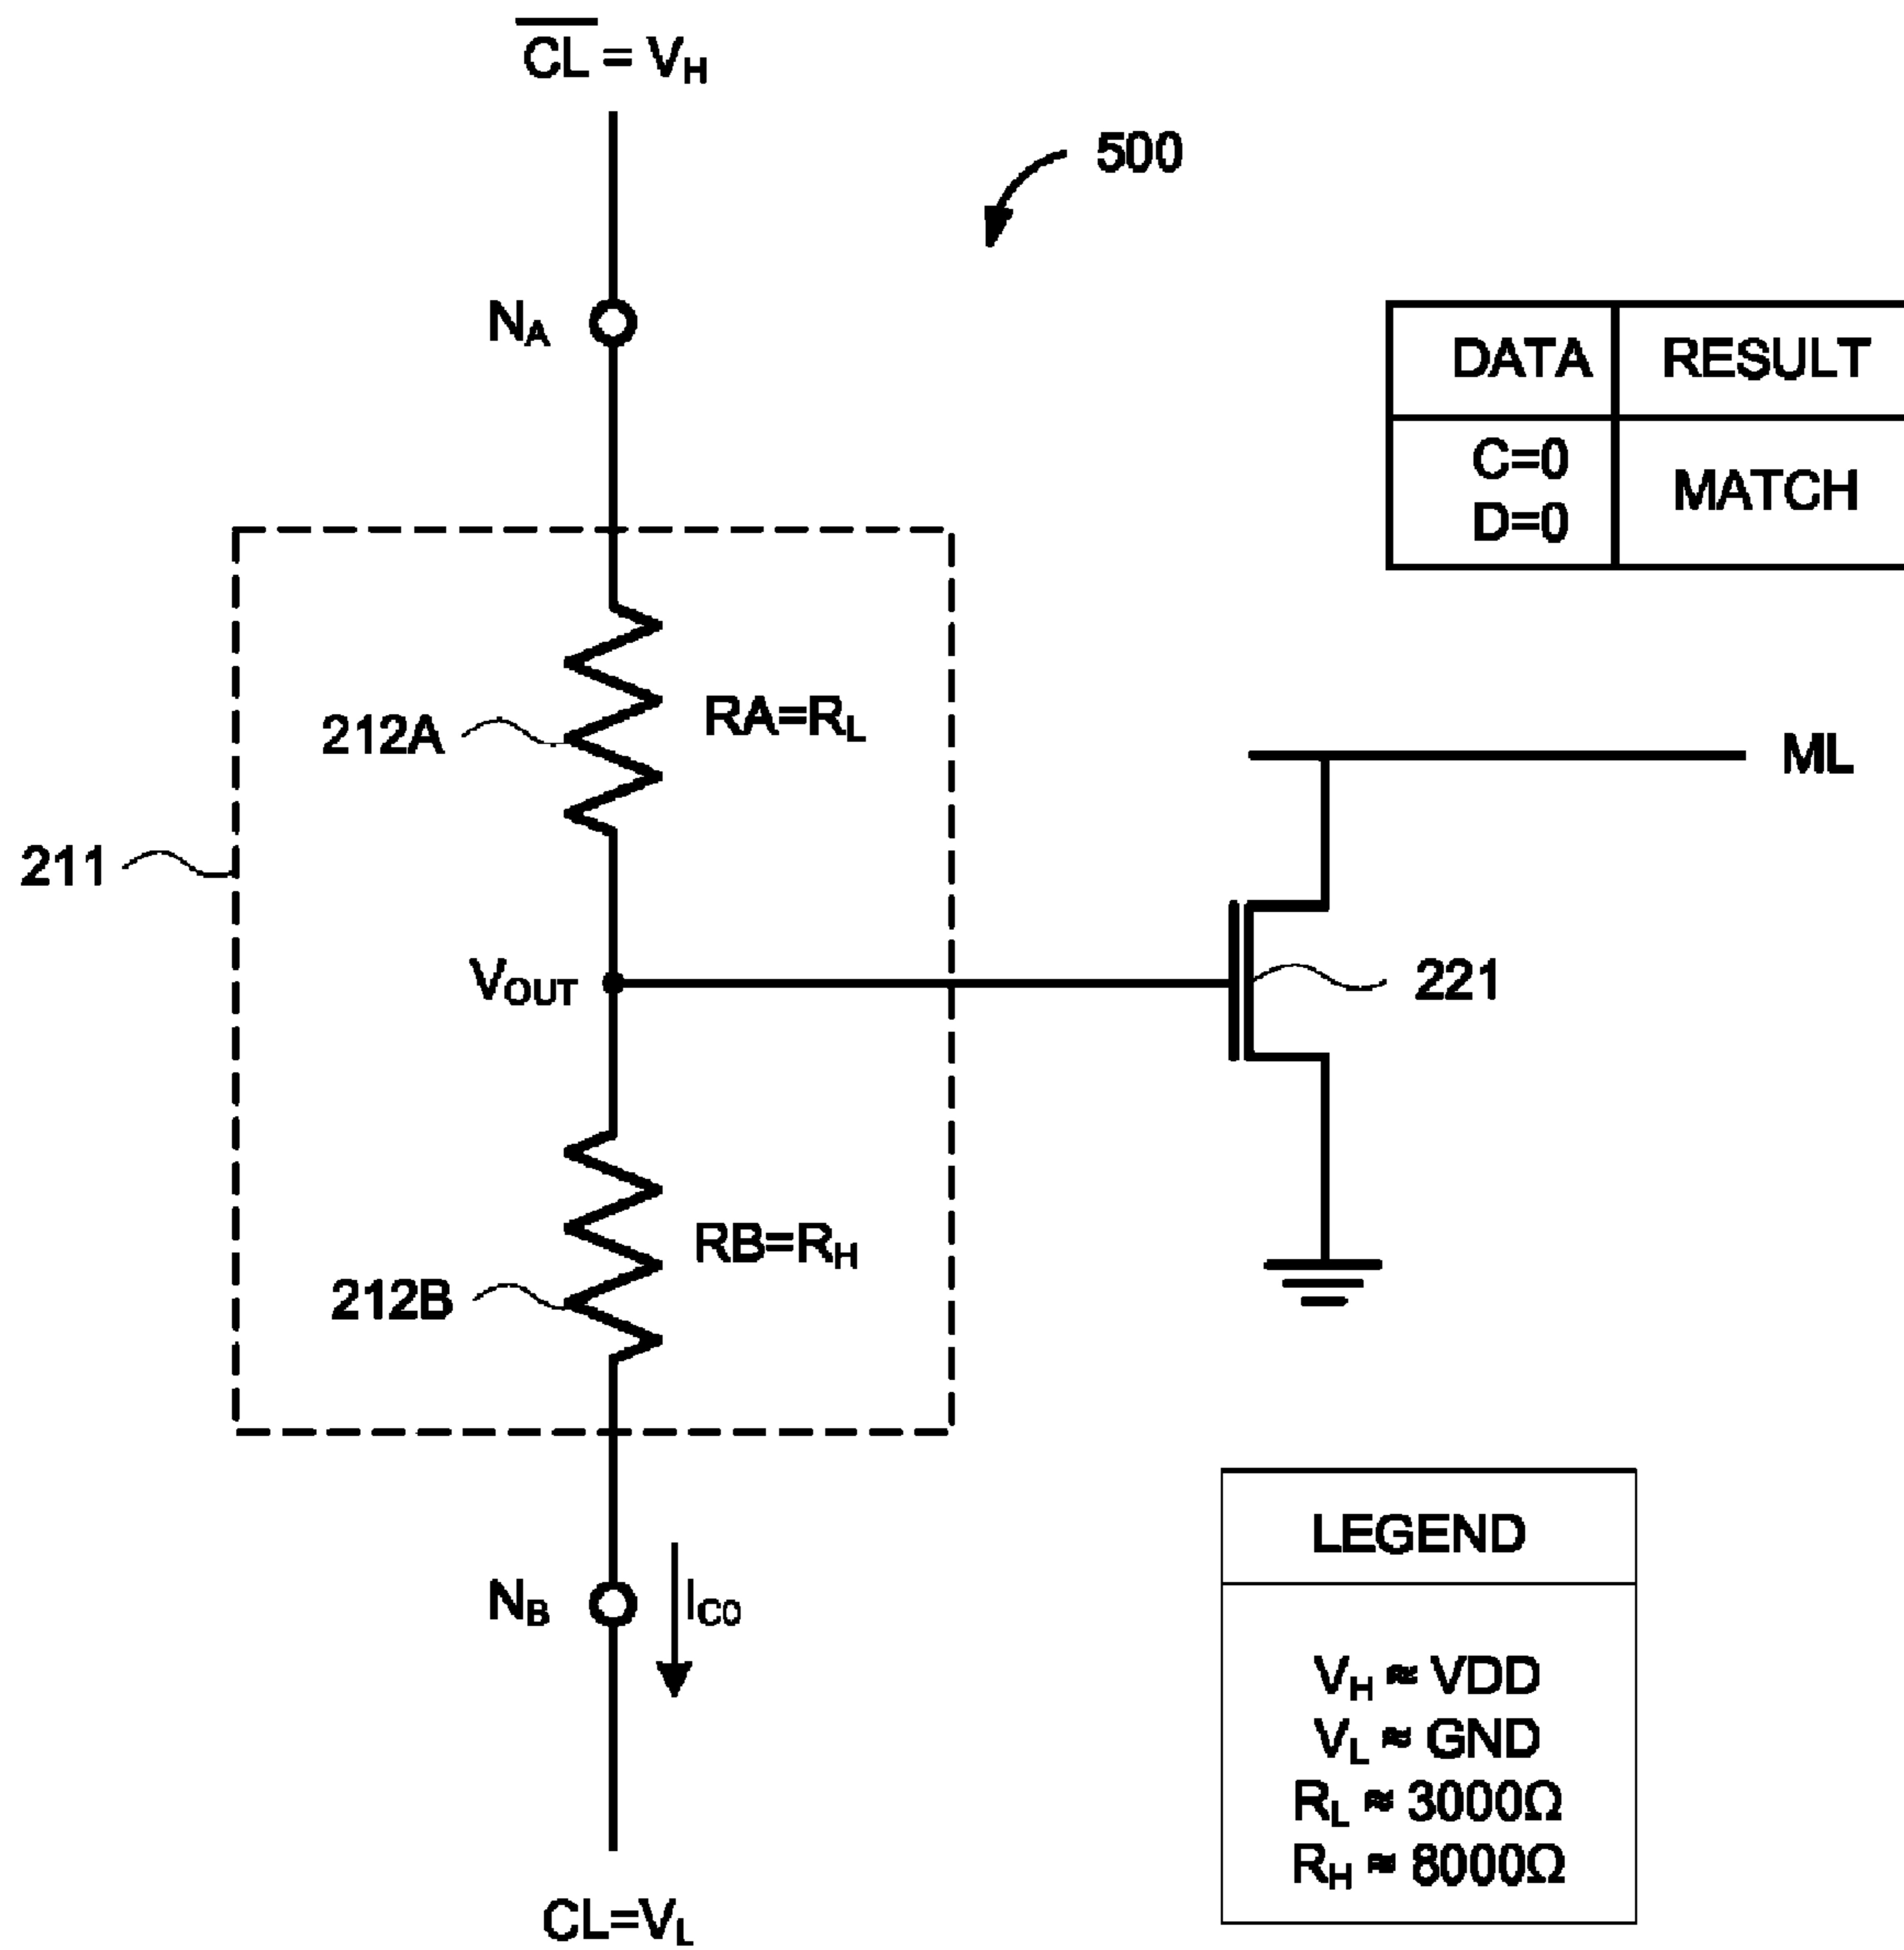 C̅L̅ = V_H
500
N_A
DATA RESULT
C=0
D=0
MATCH
212A
RA=R_L
ML
211
V_OUT
221
212B
RB=R_H
N_B
I_C0
CL=V_L
LEGEND
V_H ≈ VDD
V_L ≈ GND
R_L ≈ 3000Ω
R_H ≈ 8000Ω